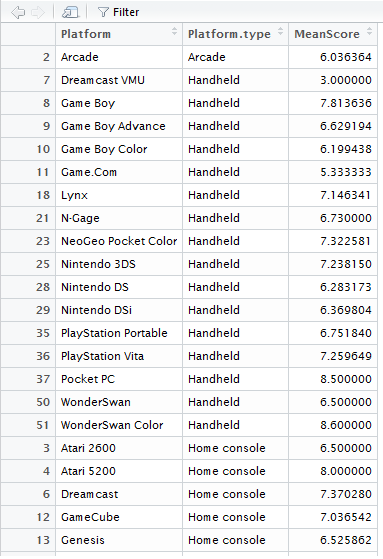 Filter
Platform Platform.type MeanScore
2 Arcade Arcade 6.036364
7 Dreamcast VMU Handheld 3.000000
8 Game Boy Handheld 7.813636
9 Game Boy Advance Handheld 6.629194
10 Game Boy Color Handheld 6.199438
11 Game.Com Handheld 5.333333
18 Lynx Handheld 7.146341
21 N-Gage Handheld 6.730000
23 NeoGeo Pocket Color Handheld 7.322581
25 Nintendo 3DS Handheld 7.238150
28 Nintendo DS Handheld 6.283173
29 Nintendo DSi Handheld 6.369804
35 PlayStation Portable Handheld 6.751840
36 PlayStation Vita Handheld 7.259649
37 Pocket PC Handheld 8.500000
50 WonderSwan Handheld 6.500000
51 WonderSwan Color Handheld 8.600000
3 Atari 2600 Home console 6.500000
4 Atari 5200 Home console 8.000000
6 Dreamcast Home console 7.370280
12 GameCube Home console 7.036542
13 Genesis Home console 6.525862